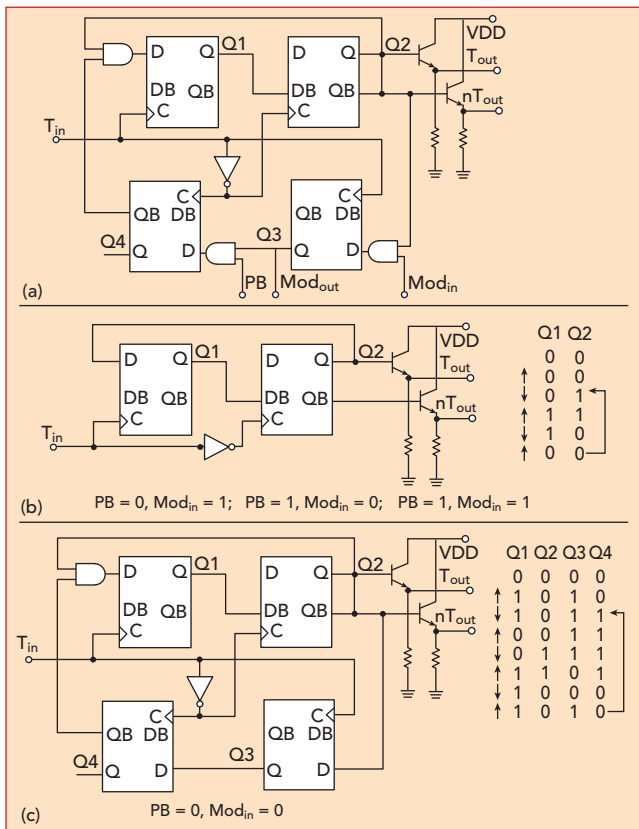 D Q Q1 D Q Q2 VDD
T_out
DB QB DB QB nT_out
C C
T_in
C
QB DB QB DB
Q4 Q D Q3 Q D
PB Mod_out Mod_in
(a)
D Q Q1 D Q Q2 VDD
T_out
DB QB DB QB nT_out
T_in C C
Q1 Q2
0 0
↑ 0 0
↓ 0 1
↑ 1 1
↓ 1 0
↑ 0 0
(b) PB = 0, Mod_in = 1; PB = 1, Mod_in = 0; PB = 1, Mod_in = 1
D Q Q1 D Q Q2 VDD
T_out
DB QB DB QB nT_out
C C
T_in
C
QB DB QB DB
Q4 Q D Q3 Q D
Q1 Q2 Q3 Q4
0 0 0 0
↑ 1 0 1 0
↓ 1 0 1 1
↑ 0 0 1 1
↓ 0 1 1 1
↑ 1 1 0 1
↓ 1 0 0 0
↑ 1 0 1 0
(c) PB = 0, Mod_in = 0